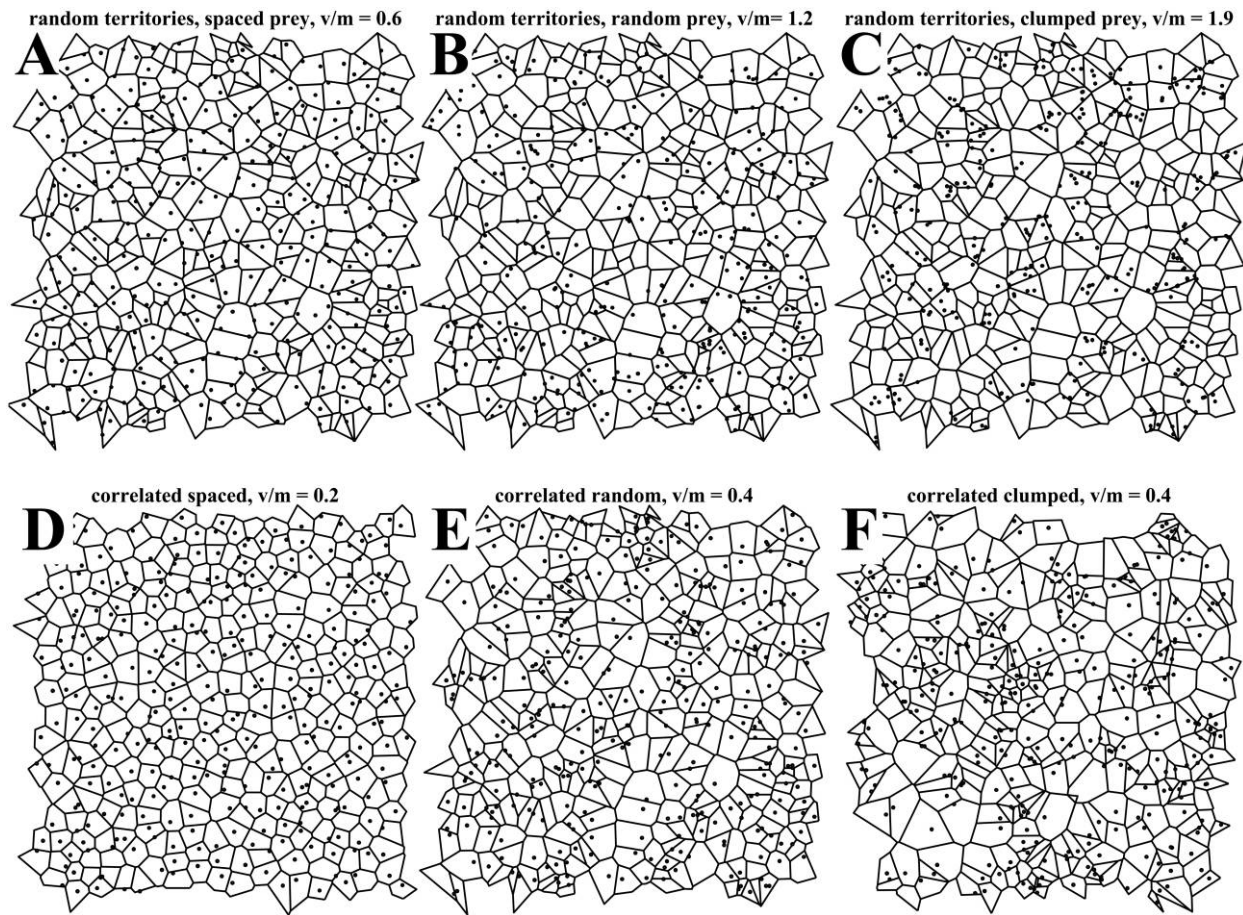 random territories, spaced prey, v/m = 0.6
random territories, random prey, v/m= 1.2
random territories, clumped prey, v/m = 1.9
A
B
C
correlated spaced, v/m = 0.2
correlated random, v/m = 0.4
correlated clumped, v/m = 0.4
D
E
F